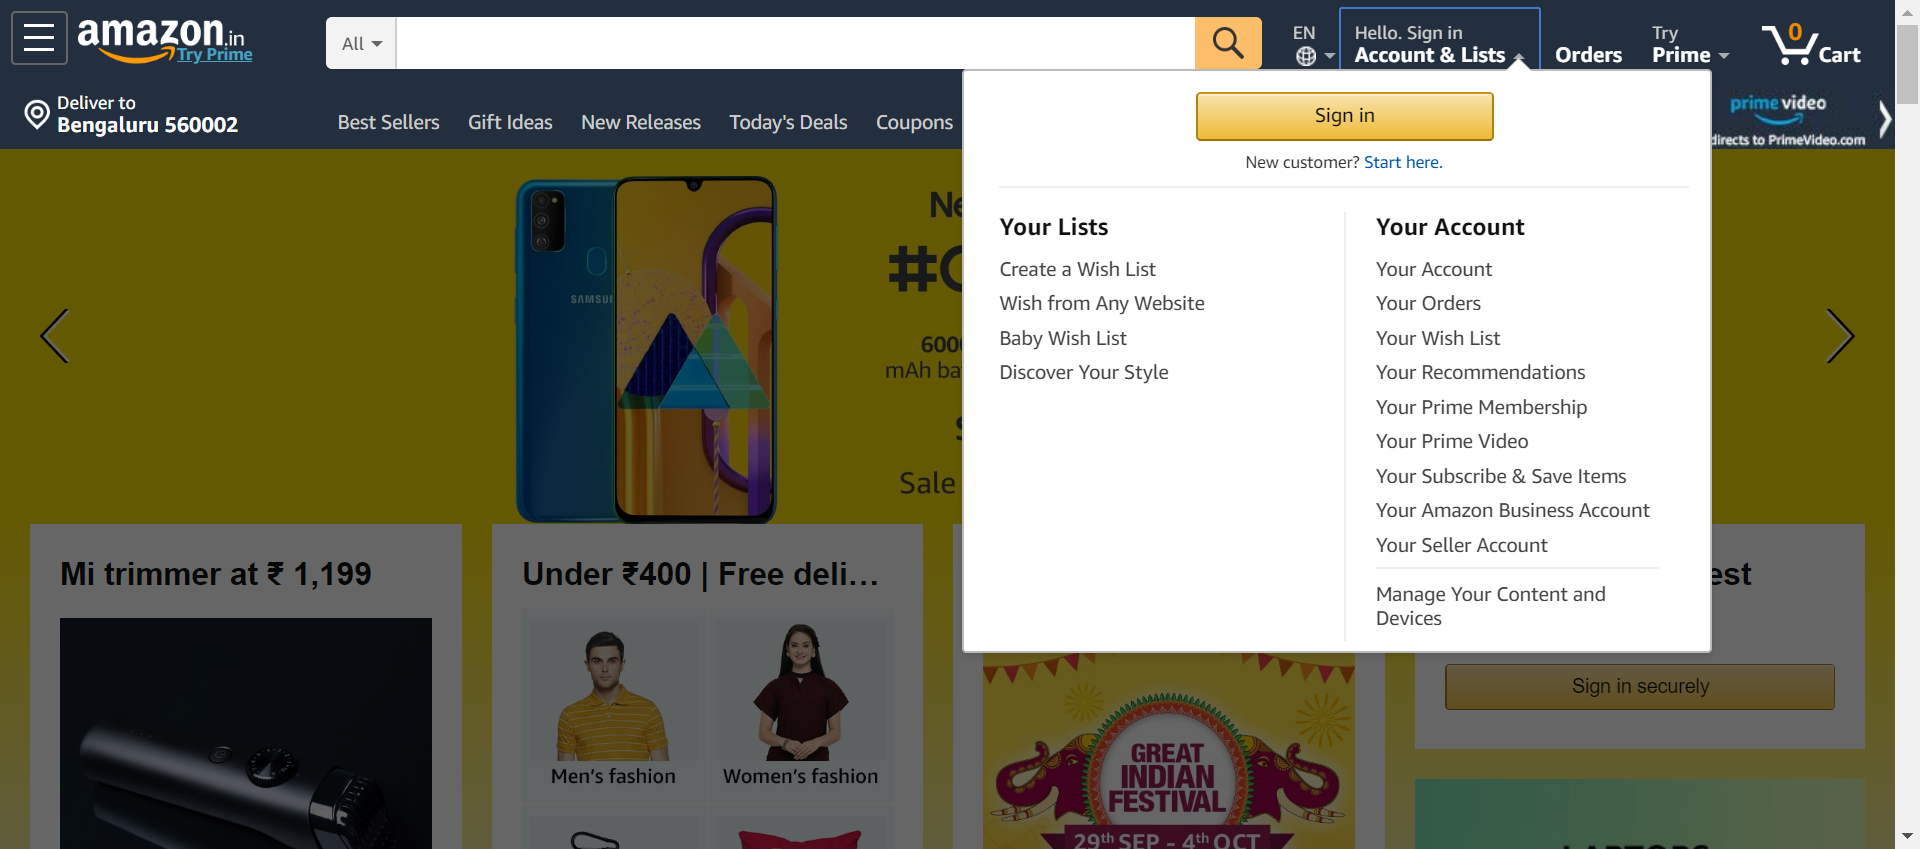 amazon.in
Try Prime
All
EN
Hello. Sign in
Account & Lists
Orders
Try
Prime
0
Cart
Deliver to
Bengaluru 560002
Best Sellers
Gift Ideas
New Releases
Today's Deals
Coupons
prime video
directs to PrimeVideo.com
Sign in
New customer? Start here.
Your Lists
Create a Wish List
Wish from Any Website
Baby Wish List
Discover Your Style
Your Account
Your Account
Your Orders
Your Wish List
Your Recommendations
Your Prime Membership
Your Prime Video
Your Subscribe & Save Items
Your Amazon Business Account
Your Seller Account
Manage Your Content and
Devices
SAMSU
mAh
Sale
Mi trimmer at ₹ 1,199
Under ₹400 | Free deli…
Men's fashion
Women's fashion
GREAT
INDIAN
FESTIVAL
29th SEP - 4th OCT
est
Sign in securely
LAPTOPS